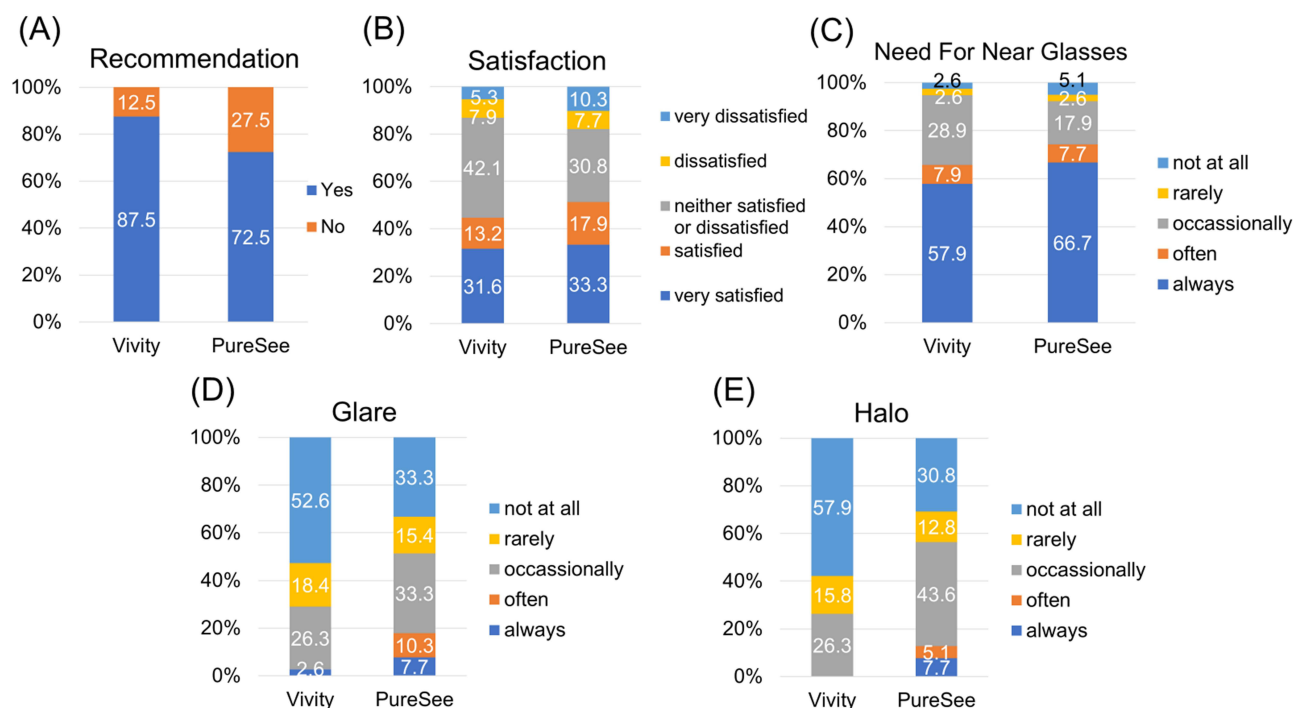 (A)
Recommendation
100%
80%
60%
40%
20%
0%
12.5
87.5
27.5
72.5
Yes
No
Vivity
PureSee
(B)
Satisfaction
100%
80%
60%
40%
20%
0%
5.3
7.9
42.1
13.2
31.6
10.3
7.7
30.8
17.9
33.3
very dissatisfied
dissatisfied
neither satisfied
or dissatisfied
satisfied
very satisfied
Vivity
PureSee
(C)
Need For Near Glasses
100%
80%
60%
40%
20%
0%
2.6
2.6
28.9
7.9
57.9
5.1
2.6
17.9
7.7
66.7
not at all
rarely
occassionally
often
always
Vivity
PureSee
(D)
Glare
100%
80%
60%
40%
20%
0%
52.6
18.4
26.3
2.6
33.3
15.4
33.3
10.3
7.7
not at all
rarely
occassionally
often
always
Vivity
PureSee
(E)
Halo
100%
80%
60%
40%
20%
0%
57.9
15.8
26.3
30.8
12.8
43.6
5.1
7.7
not at all
rarely
occassionally
often
always
Vivity
PureSee